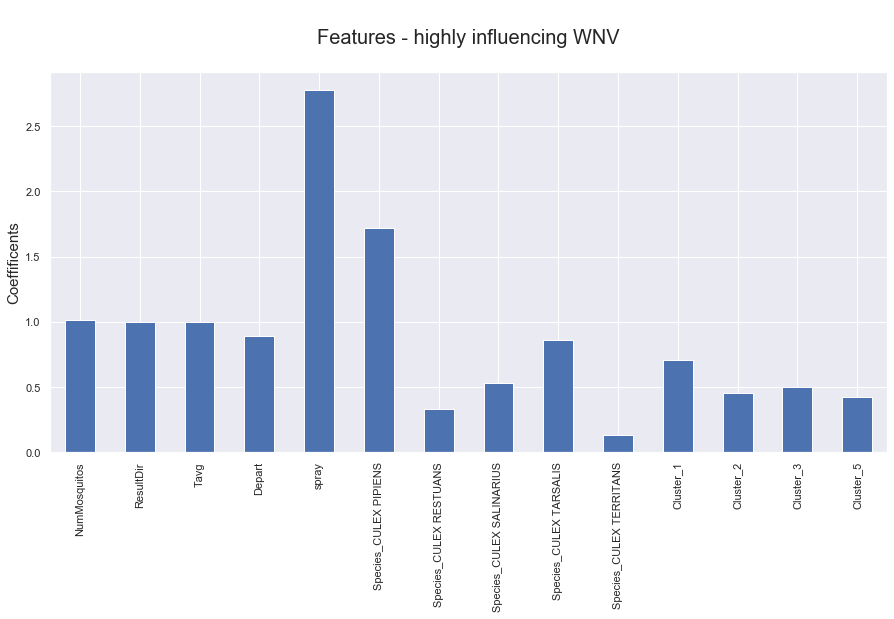 Features - highly influencing WNV
Coeffificents
2.5
2.0
1.5
1.0
0.5
0.0
NumMosquitos
ResultDir
Tavg
Depart
spray
Species_CULEX PIPIENS
Species_CULEX RESTUANS
Species_CULEX SALINARIUS
Species_CULEX TARSALIS
Species_CULEX TERRITANS
Cluster_1
Cluster_2
Cluster_3
Cluster_5